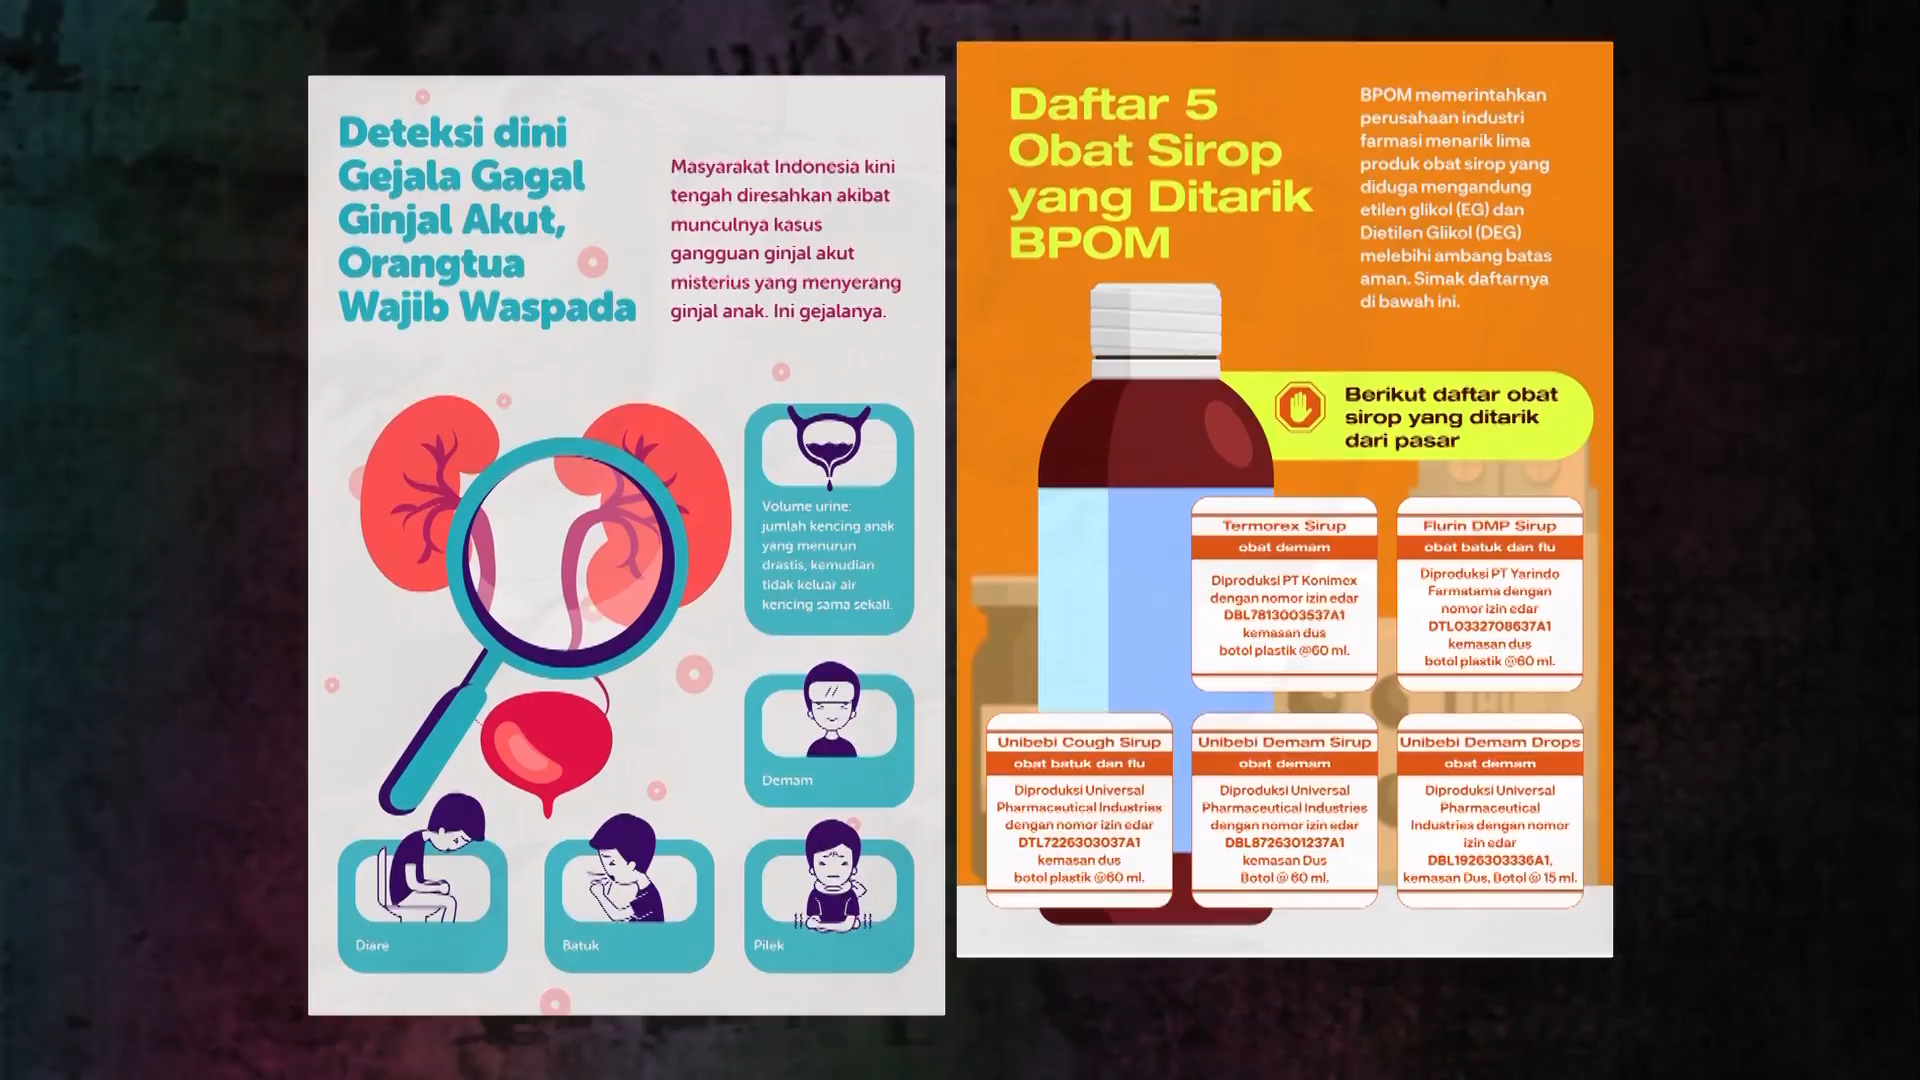 Deteksi dini
Gejala Gagal
Ginjal Akut,
Orangtua
Wajib Waspada
Masyarakat Indonesia kini
tengah diresahkan akibat
munculnya kasus
gangguan ginjal akut
misterius yang menyerang
ginjal anak. Ini gejalanya.
Volume urine:
jumlah kencing anak
yang menurun
drastis, kemudian
tidak keluar air
kencing sama sekali.
Demam
Diare
Batuk
Pilek
Daftar 5
Obat Sirop
yang Ditarik
BPOM
BPOM memerintahkan
perusahaan industri
farmasi menarik lima
produk obat sirop yang
diduga mengandung
etilen glikol (EG) dan
Dietilen Glikol (DEG)
melebihi ambang batas
aman. Simak daftarnya
di bawah ini.
Berikut daftar obat
sirop yang ditarik
dari pasar
Termorex Sirup
obat demam
Diproduksi PT Konimex
dengan nomor izin edar
DBL7813003537A1
kemasan dus
botol plastik @60 ml.
Flurin DMP Sirup
obat batuk dan flu
Diproduksi PT Yarindo
Farmatama dengan
nomor izin edar
DTL0332708637A1
kemasan dus
botol plastik @60 ml.
Unibebi Cough Sirup
obat batuk dan flu
Diproduksi Universal
Pharmaceutical Industries
dengan nomor izin edar
DTL7226303037A1
kemasan dus
botol plastik @60 ml.
Unibebi Demam Sirup
obat demam
Diproduksi Universal
Pharmaceutical Industries
dengan nomor izin edar
DBL8726301237A1
kemasan Dus
Botol @ 60 ml.
Unibebi Demam Drops
obat demam
Diproduksi Universal
Pharmaceutical
Industries dengan nomor
izin edar
DBL1926303336A1,
kemasan Dus, Botol @ 15 ml.